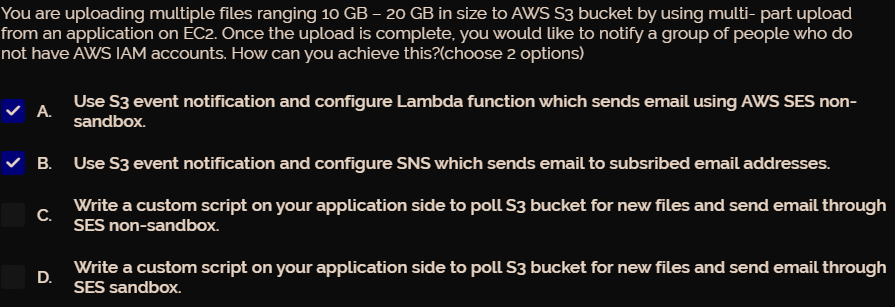 You are uploading multiple files ranging 10 GB – 20 GB in size to AWS S3 bucket by using multi- part upload
from an application on EC2. Once the upload is complete, you would like to notify a group of people who do
not have AWS IAM accounts. How can you achieve this?(choose 2 options)
A. Use S3 event notification and configure Lambda function which sends email using AWS SES non-
sandbox.
B. Use S3 event notification and configure SNS which sends email to subsribed email addresses.
C. Write a custom script on your application side to poll S3 bucket for new files and send email through
SES non-sandbox.
D. Write a custom script on your application side to poll S3 bucket for new files and send email through
SES sandbox.